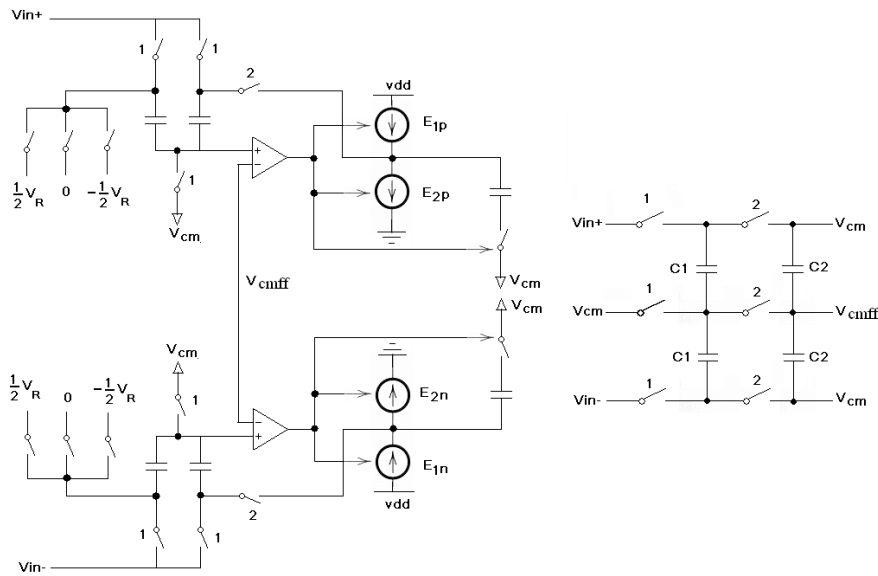 Vin+
1
1
2
vdd
E1p
E2p
1/2 VR
0
-1/2 VR
1
Vcm
Vcm
Vcmff
Vcm
Vcm
1/2 VR
0
-1/2 VR
1
E2n
E1n
vdd
2
1
1
Vin-
Vin+
1
2
Vcm
C1
C2
Vcm
1
2
Vcmff
C1
C2
Vin-
1
2
Vcm